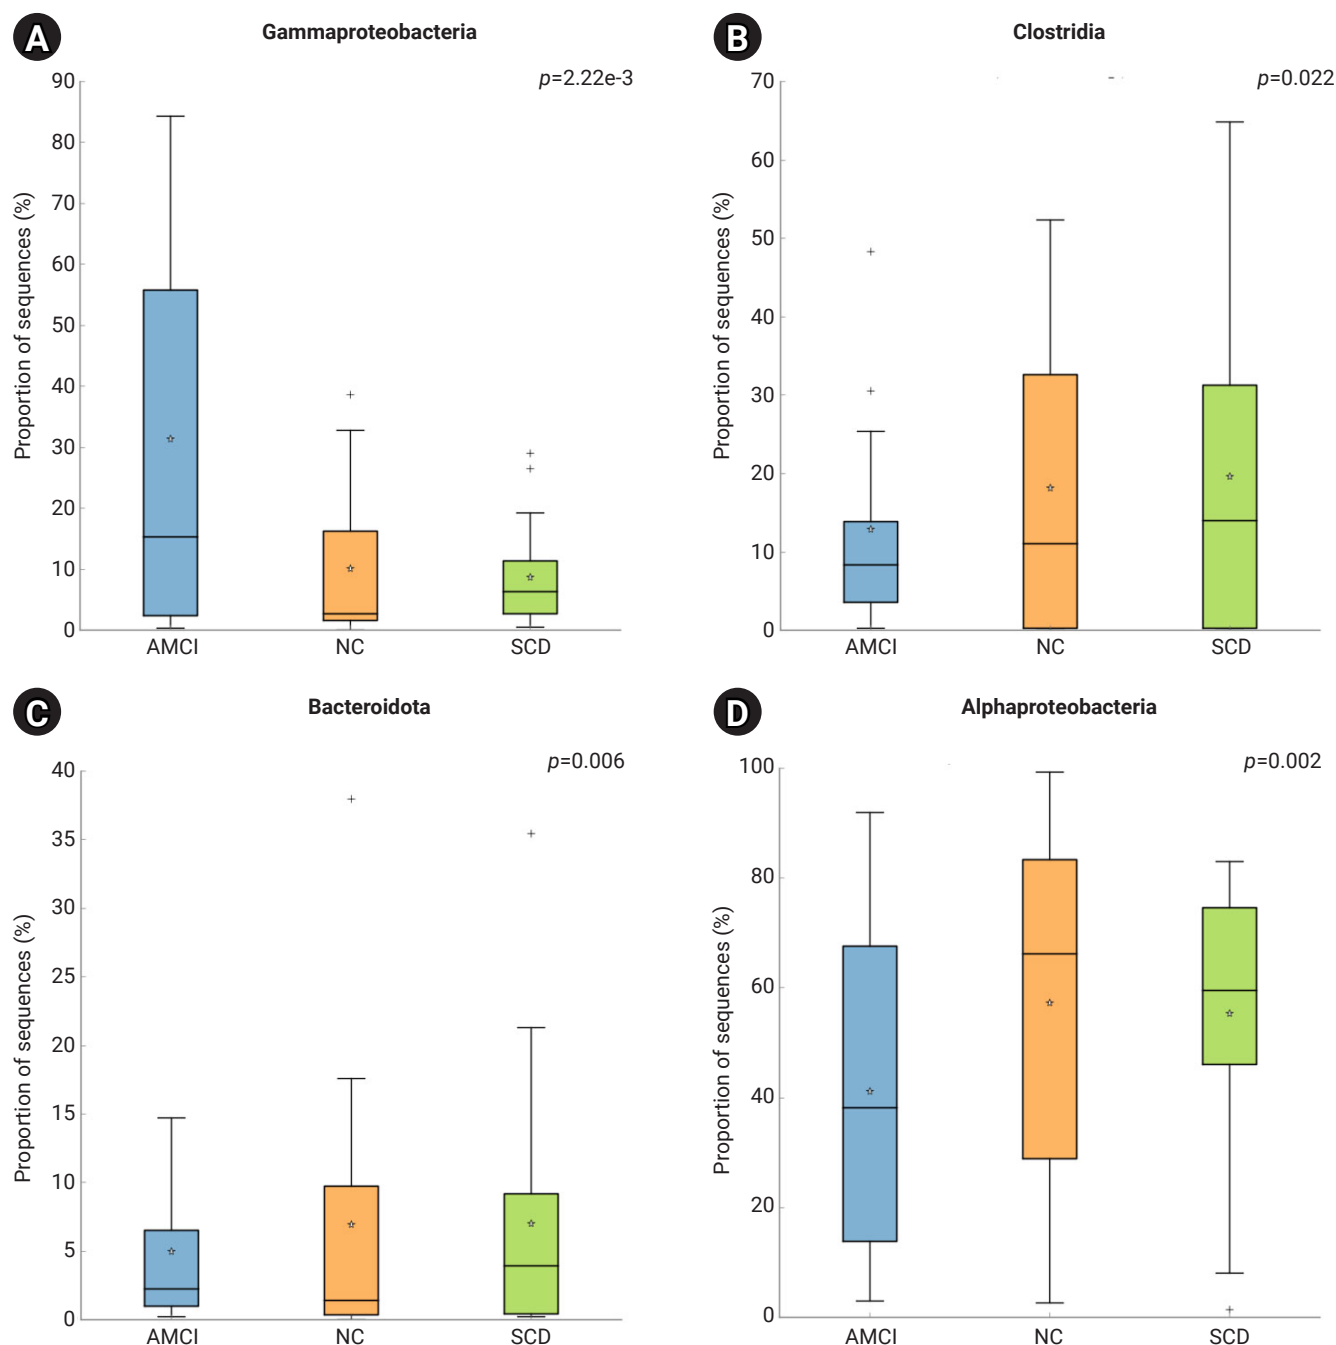 A
Gammaproteobacteria
p=2.22e-3
Proportion of sequences (%)
90
80
70
60
50
40
30
20
10
0
AMCI NC SCD
B
Clostridia
p=0.022
Proportion of sequences (%)
70
60
50
40
30
20
10
0
AMCI NC SCD
C
Bacteroidota
p=0.006
Proportion of sequences (%)
40
35
30
25
20
15
10
5
0
AMCI NC SCD
D
Alphaproteobacteria
p=0.002
Proportion of sequences (%)
100
80
60
40
20
0
AMCI NC SCD